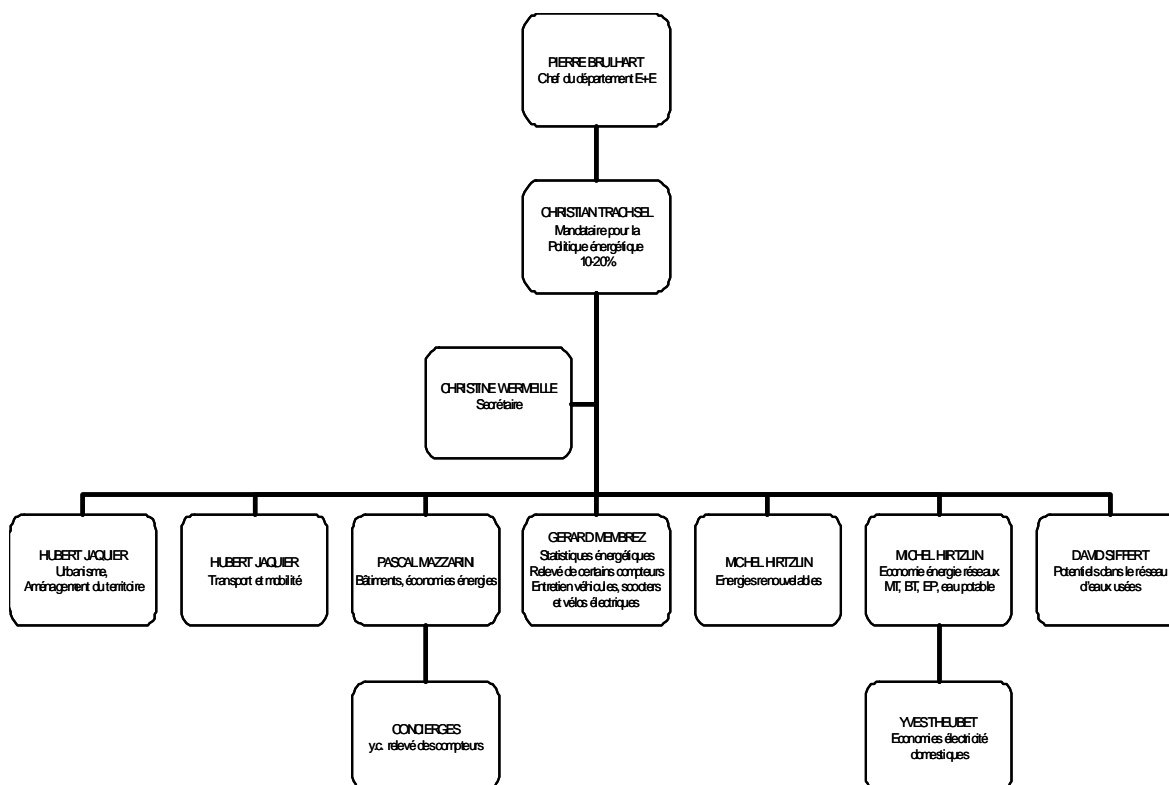 PIERRE BRULHART
Chef du département E+E
CHRISTIAN TRACHSEL
Mandataire pour la
Politique énergétique
10-20%
CHRISTINE WERMEILLE
Secrétaire
HUBERT JAQUIER
Urbanisme,
Aménagement du territoire
HUBERT JAQUIER
Transport et mobilité
PASCAL MAZZARIN
Bâtiments, économies énergies
GERARD MEMBREZ
Statistiques énergétiques
Relevé de certains compteurs
Entretien véhicules, scooters
et vélos électriques
MICHEL HIRTZLIN
Energies renouvelables
MICHEL HIRTZLIN
Economie énergie réseaux
MT, BT, EP, eau potable
DAVID SIFFERT
Potentiels dans le réseau
d'eaux usées
CONCIERGES
y.c. relevé des compteurs
YVES THEUBET
Economies électricité
domestiques